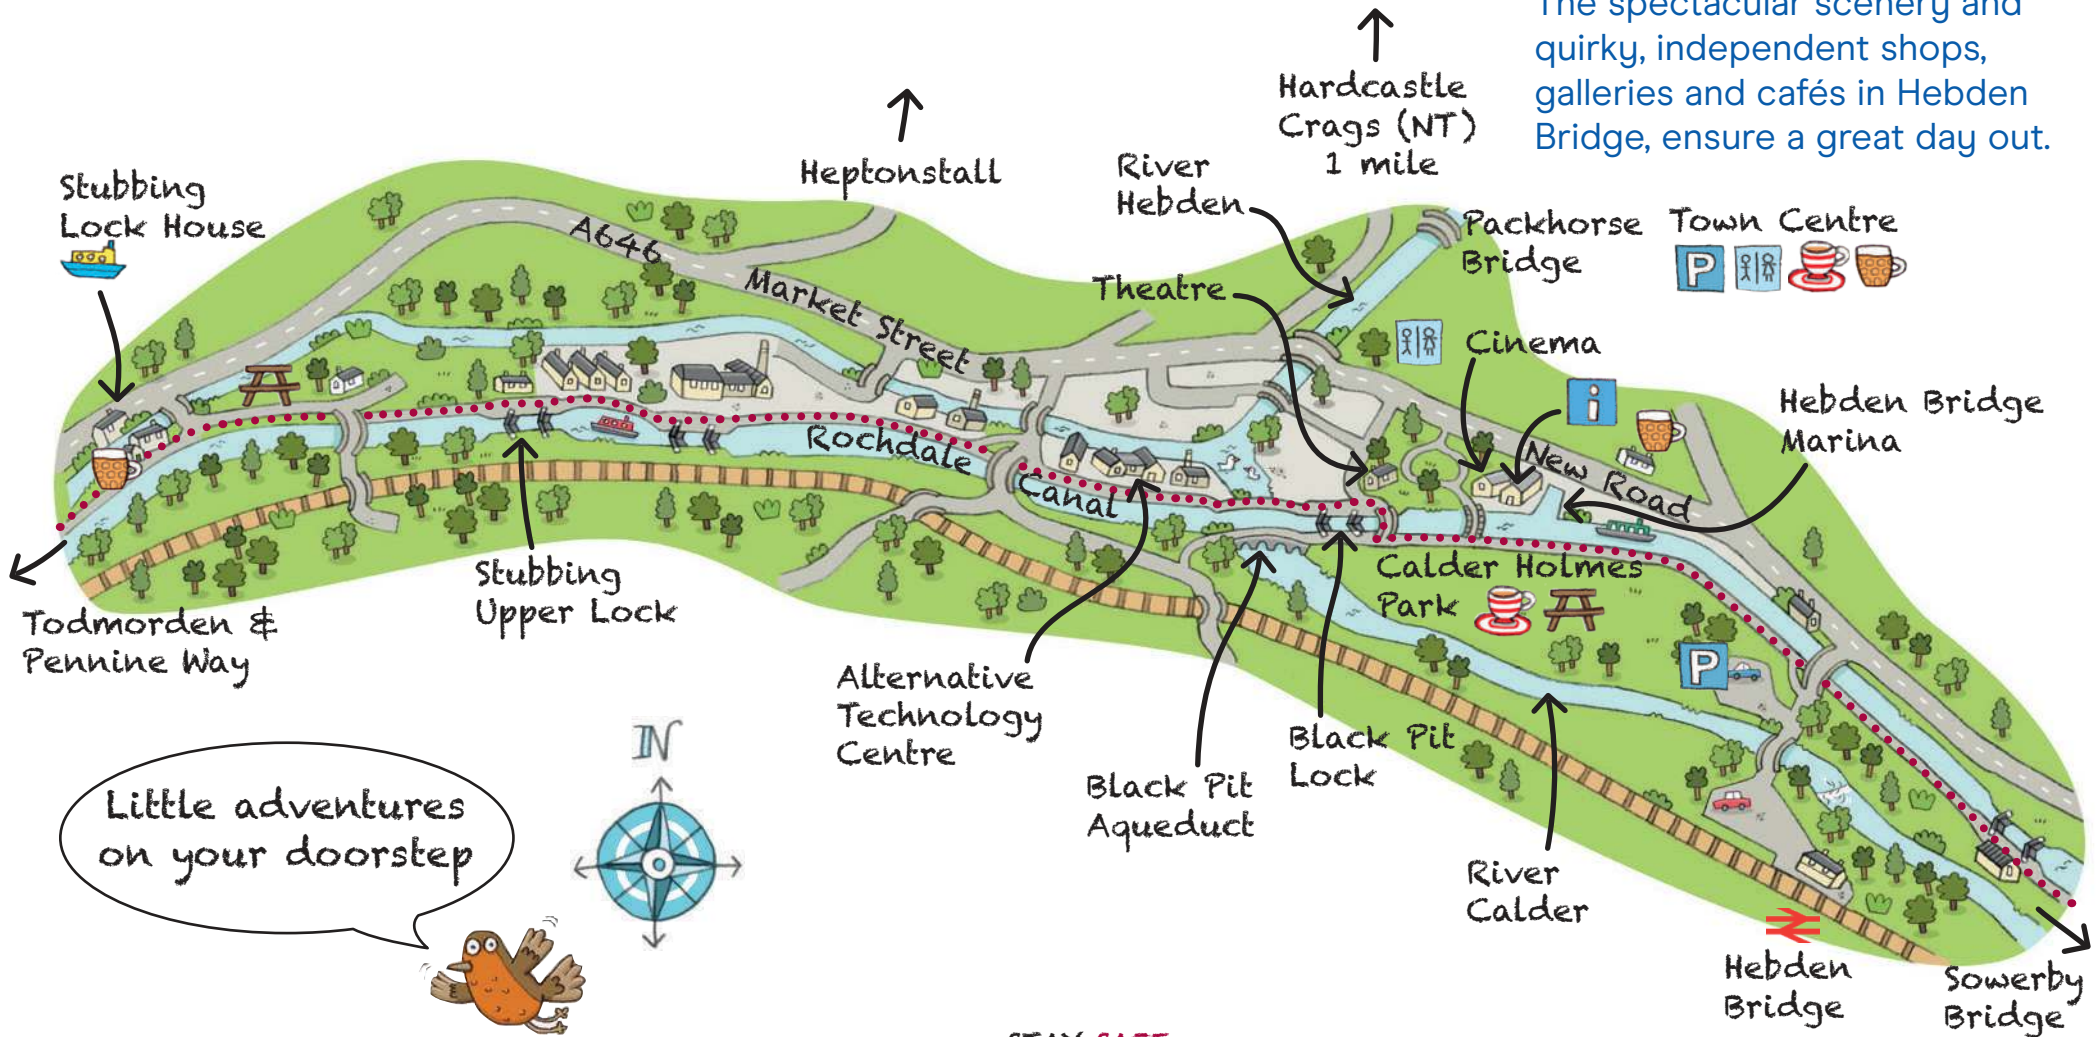 The spectacular scenery and
quirky, independent shops,
galleries and cafés in Hebden
Bridge, ensure a great day out.
Hardcastle
Crags (NT)
1 mile
Heptonstall
River
Hebden
Stubbing
Lock House
Packhorse
Bridge
Town Centre
P
A646
Market Street
Theatre
Cinema
i
Hebden Bridge
Marina
New Road
Rochdale
Canal
Calder Holmes
Park
P
Todmorden &
Pennine Way
Stubbing
Upper Lock
Alternative
Technology
Centre
Black Pit
Aqueduct
Black Pit
Lock
River
Calder
Hebden
Bridge
Sowerby
Bridge
N
Little adventures
on your doorstep
STAY SAFE